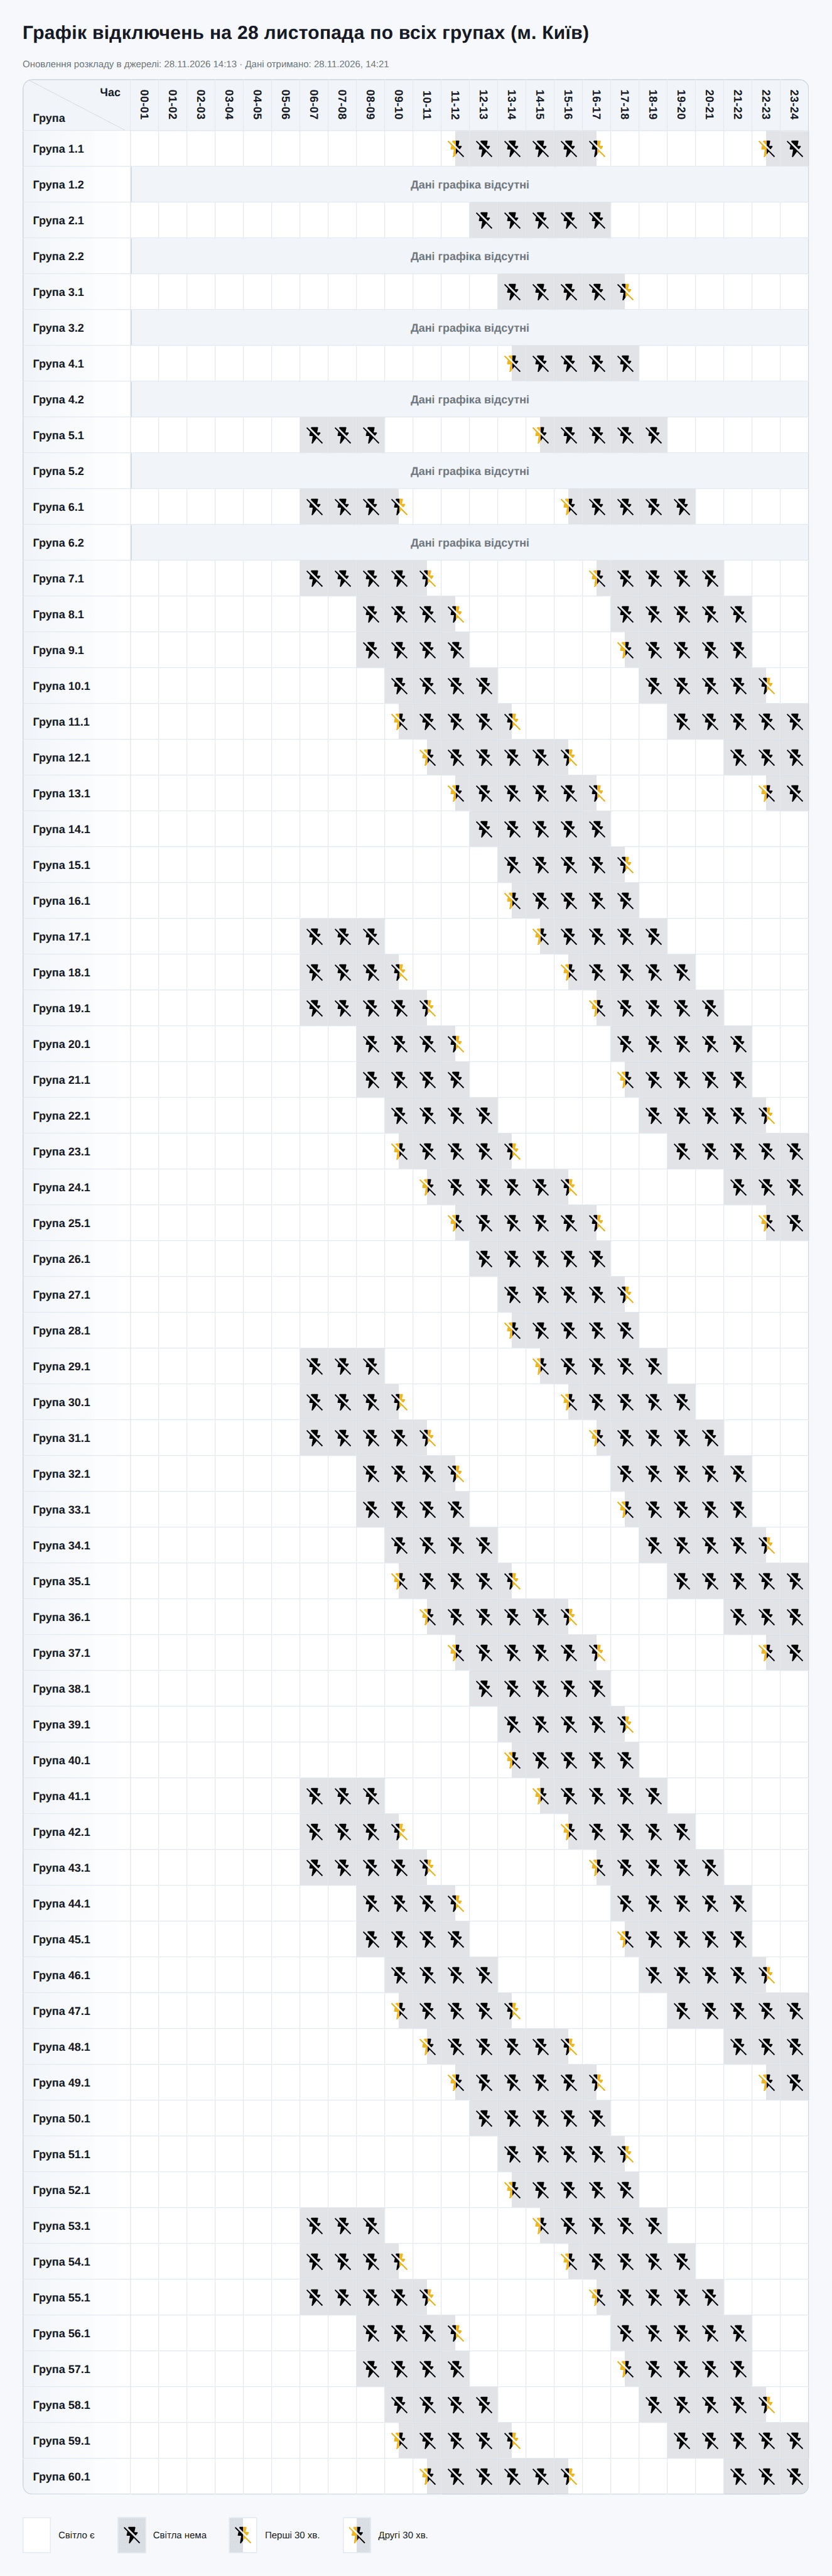 Графік відключень на 28 листопада по всіх групах (м. Київ)
Оновлення розкладу в джерелі: 28.11.2026 14:13 · Дані отримано: 28.11.2026, 14:21
Час
Група
00-01 01-02 02-03 03-04 04-05 05-06 06-07 07-08 08-09 09-10 10-11 11-12 12-13 13-14 14-15 15-16 16-17 17-18 18-19 19-20 20-21 21-22 22-23 23-24
Група 1.1
Група 1.2 Дані графіка відсутні
Група 2.1
Група 2.2 Дані графіка відсутні
Група 3.1
Група 3.2 Дані графіка відсутні
Група 4.1
Група 4.2 Дані графіка відсутні
Група 5.1
Група 5.2 Дані графіка відсутні
Група 6.1
Група 6.2 Дані графіка відсутні
Група 7.1
Група 8.1
Група 9.1
Група 10.1
Група 11.1
Група 12.1
Група 13.1
Група 14.1
Група 15.1
Група 16.1
Група 17.1
Група 18.1
Група 19.1
Група 20.1
Група 21.1
Група 22.1
Група 23.1
Група 24.1
Група 25.1
Група 26.1
Група 27.1
Група 28.1
Група 29.1
Група 30.1
Група 31.1
Група 32.1
Група 33.1
Група 34.1
Група 35.1
Група 36.1
Група 37.1
Група 38.1
Група 39.1
Група 40.1
Група 41.1
Група 42.1
Група 43.1
Група 44.1
Група 45.1
Група 46.1
Група 47.1
Група 48.1
Група 49.1
Група 50.1
Група 51.1
Група 52.1
Група 53.1
Група 54.1
Група 55.1
Група 56.1
Група 57.1
Група 58.1
Група 59.1
Група 60.1
Світло є Світла нема Перші 30 хв. Другі 30 хв.